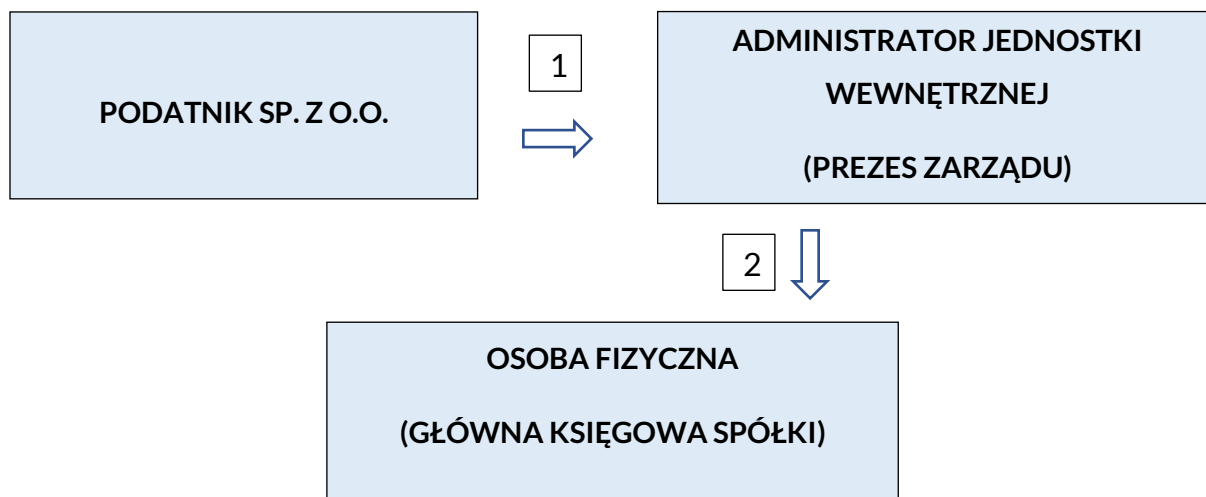 PODATNIK SP. Z O.O.
1
ADMINISTRATOR JEDNOSTKI
WEWNĘTRZNEJ
(PREZES ZARZĄDU)
2
OSOBA FIZYCZNA
(GŁÓWNA KSIĘGOWA SPÓŁKI)